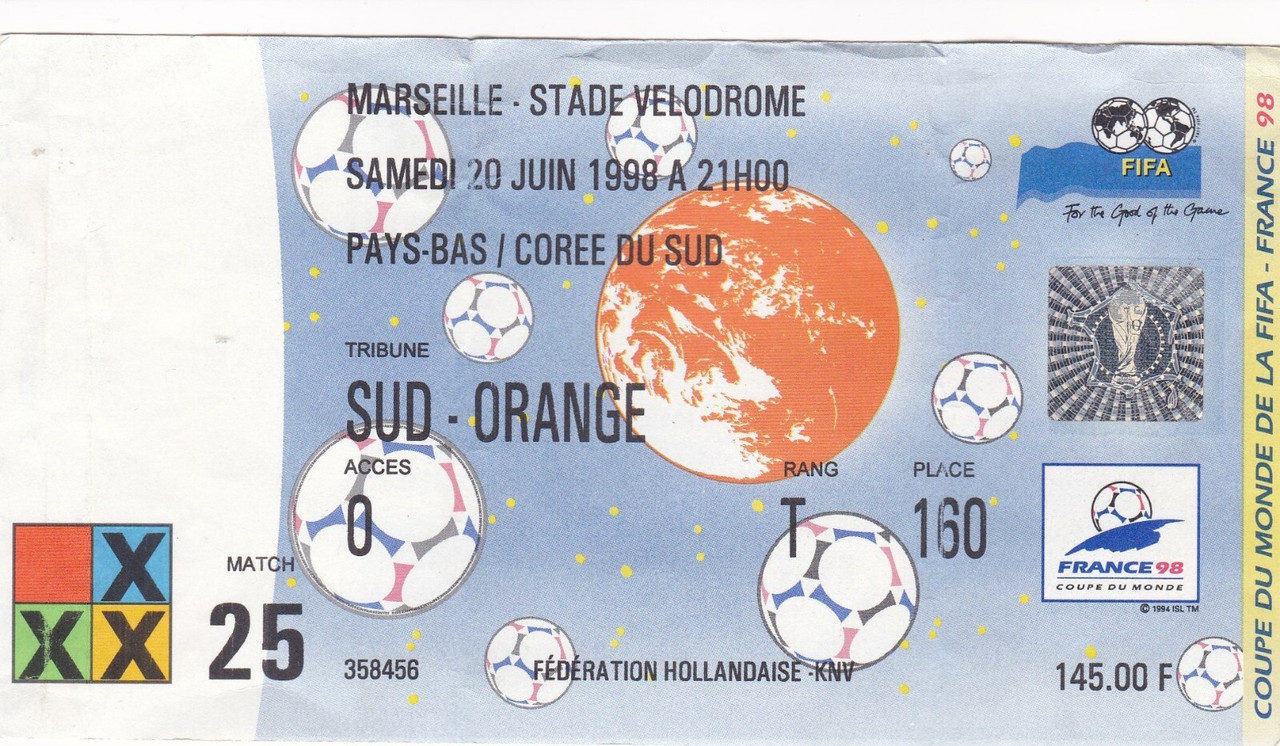 MARSEILLE - STADE VELODROME
SAMEDI 20 JUIN 1998 A 21H00
PAYS-BAS / COREE DU SUD
TRIBUNE
SUD - ORANGE
ACCES
RANG
PLACE
0
T
160
X
X X
MATCH
25
358456
FÉDÉRATION HOLLANDAISE -KNV
145.00 F
FIFA
For the Good of the Game
FRANCE 98
COUPE DU MONDE
© 1994 ISL TM
COUPE DU MONDE DE LA FIFA - FRANCE 98